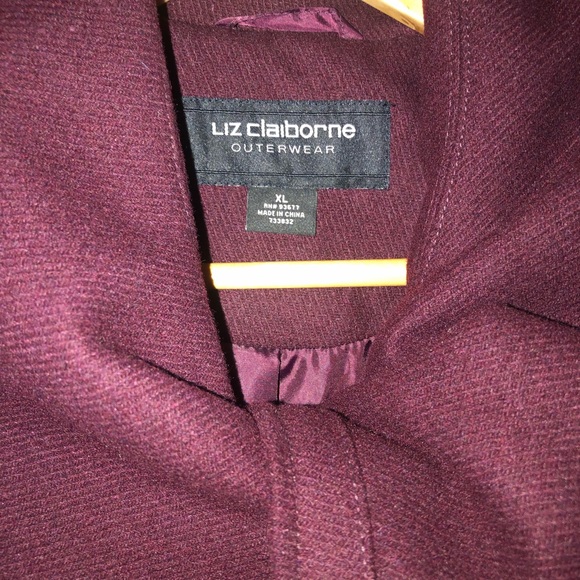 Liz claiborne
OUTERWEAR
XL
RN# 93677
MADE IN CHINA
733832